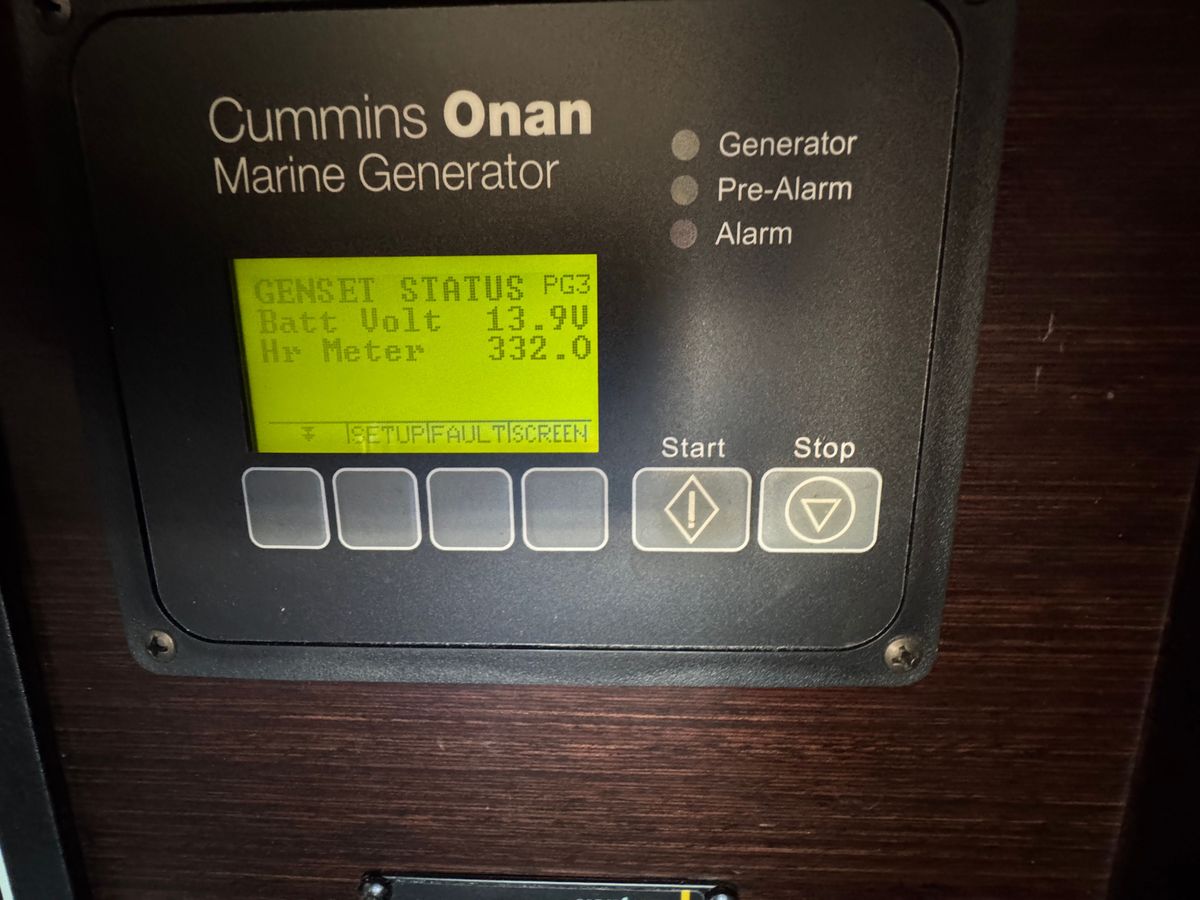 Cummins Onan
Marine Generator
Generator
Pre-Alarm
Alarm
GENSET STATUS PG3
Batt Volt 13.9V
Hr Meter 332.0
SETUP FAULT SCREEN
Start
Stop